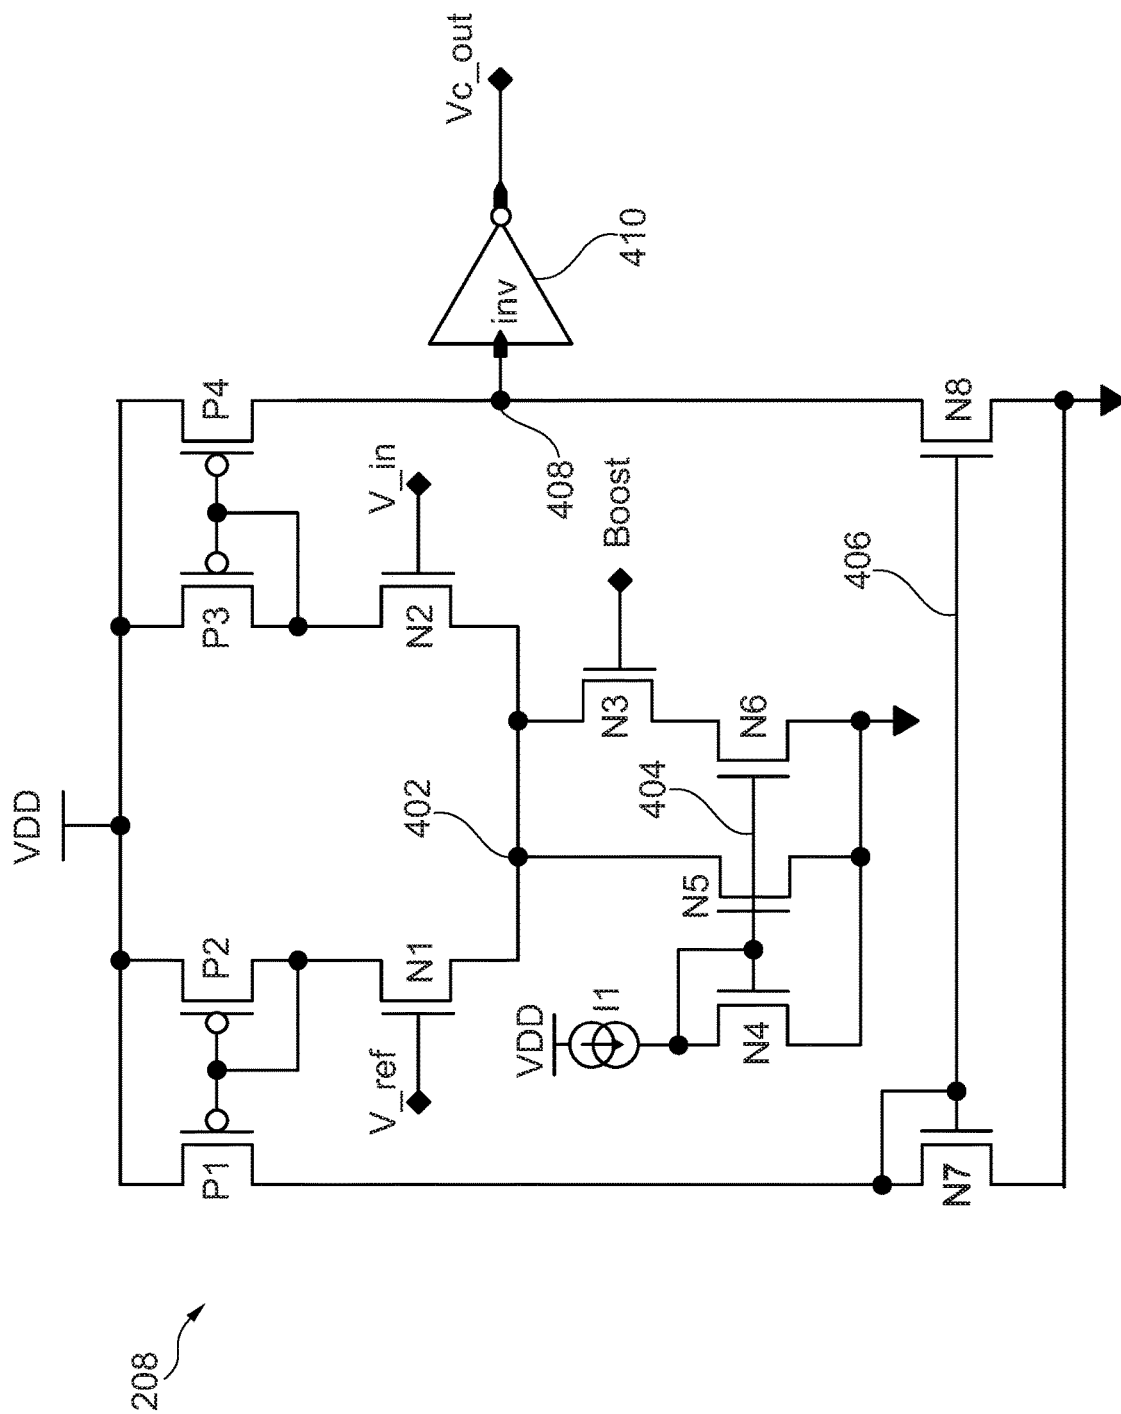 208
VDD
P1
P2
P3
P4
V_ref
N1
N2
V_in
402
408
inv
410
Vc_out
VDD
I1
N3
Boost
N4
N5
404
N6
406
N7
N8